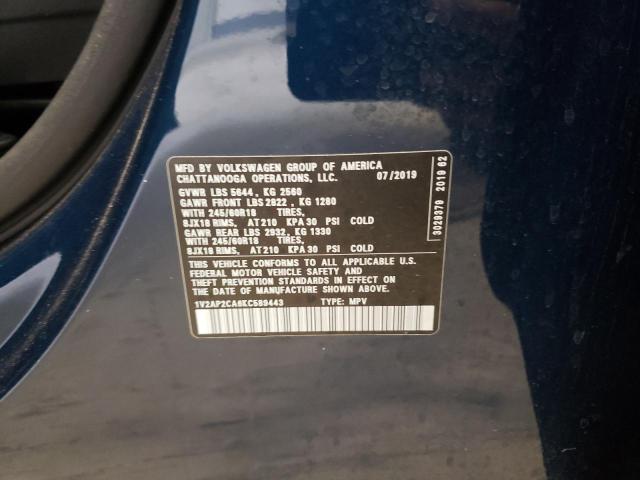 MFD BY VOLKSWAGEN GROUP OF AMERICA
CHATTANOOGA OPERATIONS, LLC. 07/2019
GVWR LBS 5644, KG 2560
GAWR FRONT LBS 2822, KG 1280
WITH 245/60R18 TIRES,
8JX18 RIMS, AT 210 KPA 30 PSI COLD
GAWR REAR LBS 2932, KG 1330
WITH 245/60R18 TIRES,
8JX18 RIMS, AT 210 KPA 30 PSI COLD
THIS VEHICLE CONFORMS TO ALL APPLICABLE U.S.
FEDERAL MOTOR VEHICLE SAFETY AND
THEFT PREVENTION STANDARDS IN EFFECT ON
THE DATE OF MANUFACTURE SHOWN ABOVE.
1V2AP2CA6KC589443 TYPE: MPV
3029379 2019 62